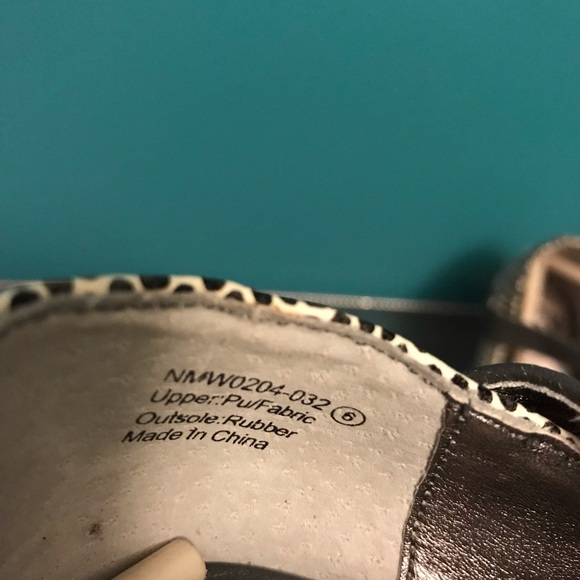 NMW0204-032
Upper:Pu/Fabric 6
Outsole:Rubber
Made In China